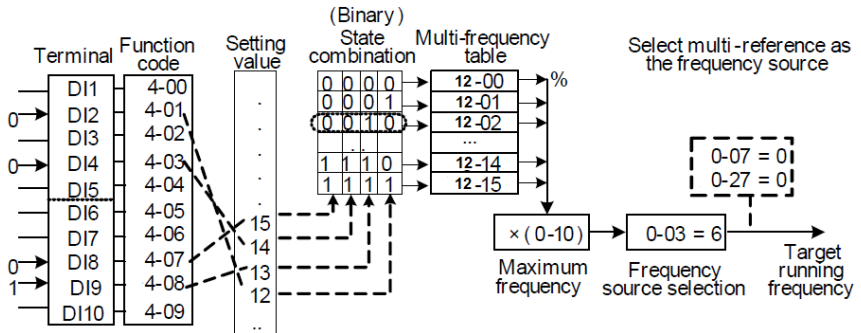 (Binary)
Terminal
Function code
Setting value
State combination
Multi-frequency table
Select multi-reference as the frequency source
DI1 4-00
0 DI2 4-01
DI3 4-02
0 DI4 4-03
DI5 4-04
DI6 4-05
DI7 4-06
0 DI8 4-07
1 DI9 4-08
DI10 4-09
.
.
.
.
.
15
14
13
12
..
0 0 0 0 12-00 %
0 0 0 1 12-01
0 0 1 0 12-02
.. ...
1 1 1 0 12-14
1 1 1 1 12-15
0-07 = 0
0-27 = 0
×(0-10)
0-03 = 6
Maximum frequency
Frequency source selection
Target running frequency